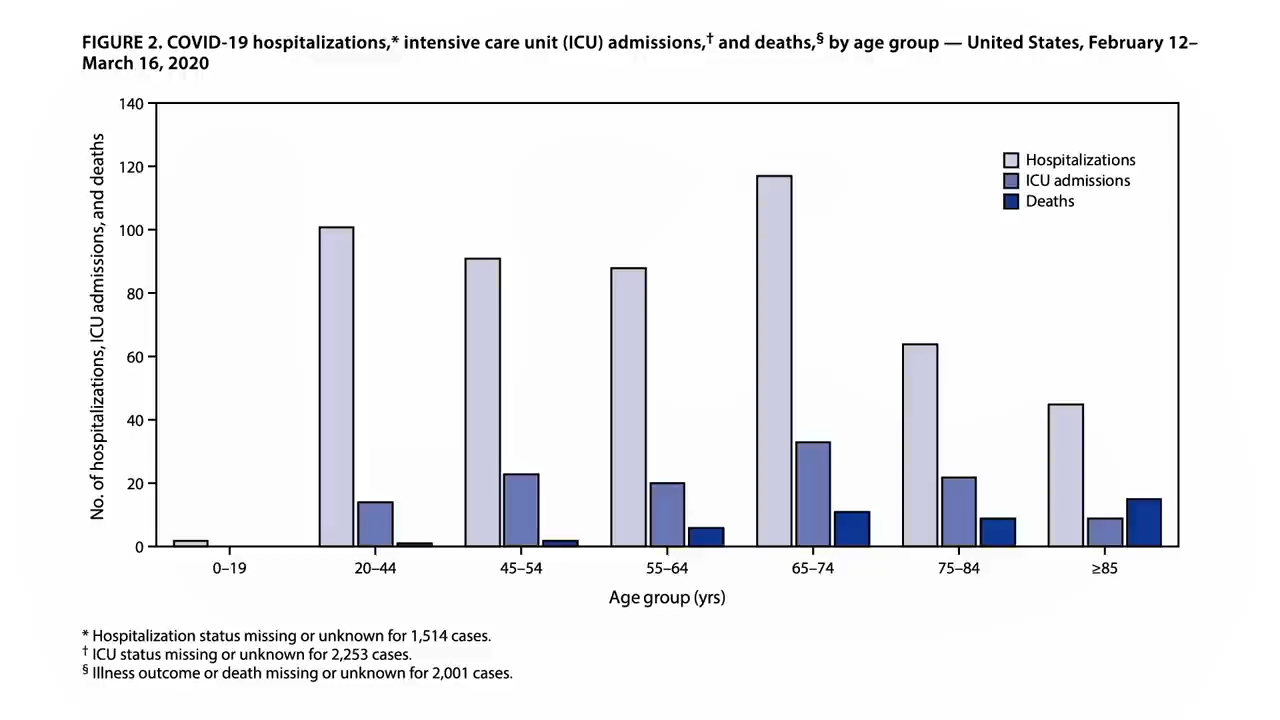 FIGURE 2. COVID-19 hospitalizations,* intensive care unit (ICU) admissions,† and deaths,§ by age group — United States, February 12–
March 16, 2020
No. of hospitalizations, ICU admissions, and deaths
140
120
100
80
60
40
20
0
Hospitalizations
ICU admissions
Deaths
0–19
20–44
45–54
55–64
65–74
75–84
≥85
Age group (yrs)
* Hospitalization status missing or unknown for 1,514 cases.
† ICU status missing or unknown for 2,253 cases.
§ Illness outcome or death missing or unknown for 2,001 cases.